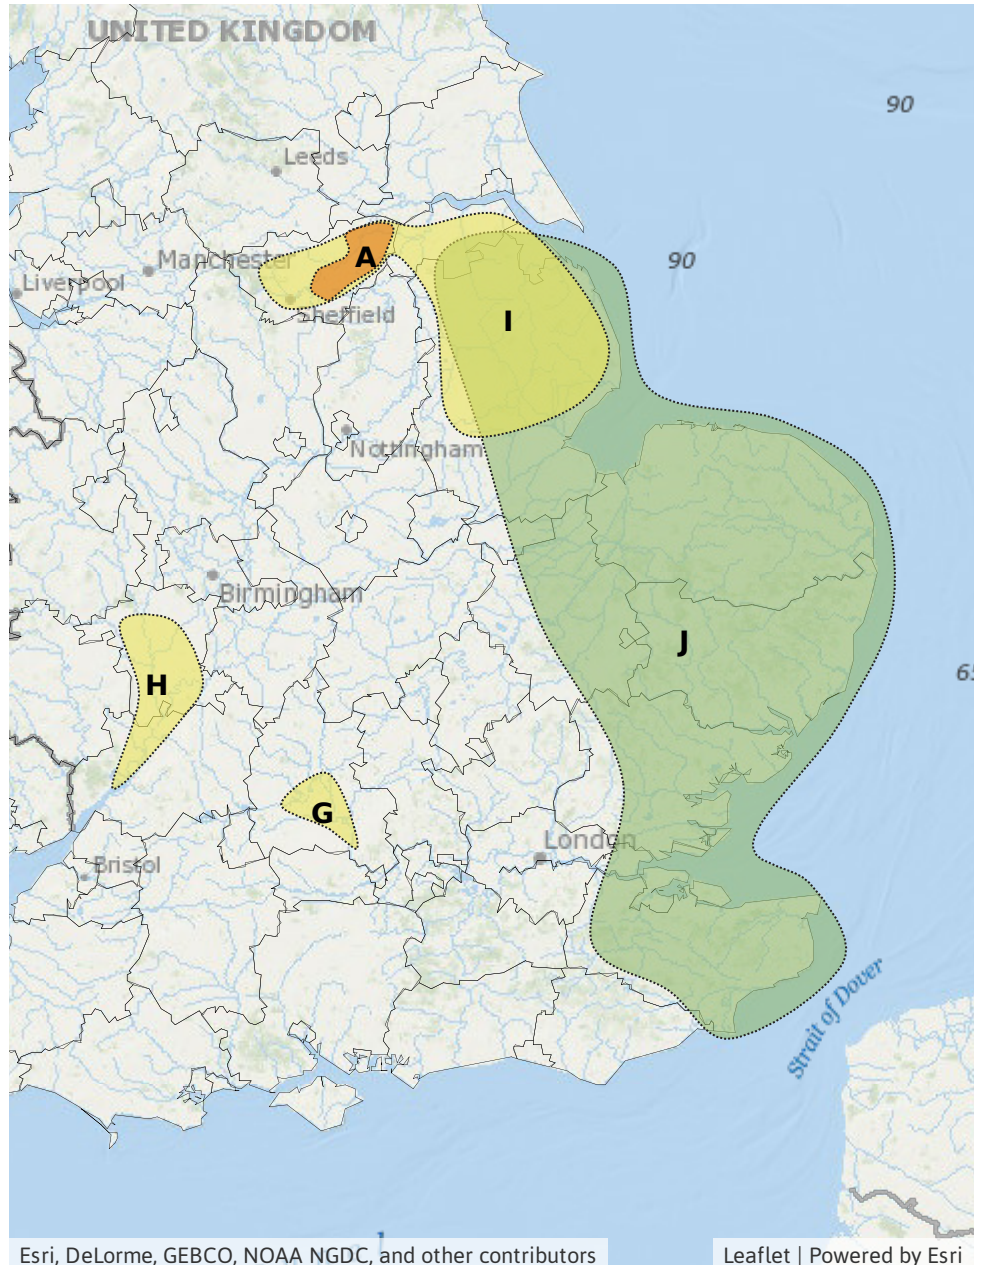 UNITED KINGDOM
90
Leeds
Manchester
A
90
Liverpool
Sheffield
I
Nottingham
Birmingham
J
H
65
G
London
Bristol
Strait of Dover
Esri, DeLorme, GEBCO, NOAA NGDC, and other contributors
Leaflet | Powered by Esri